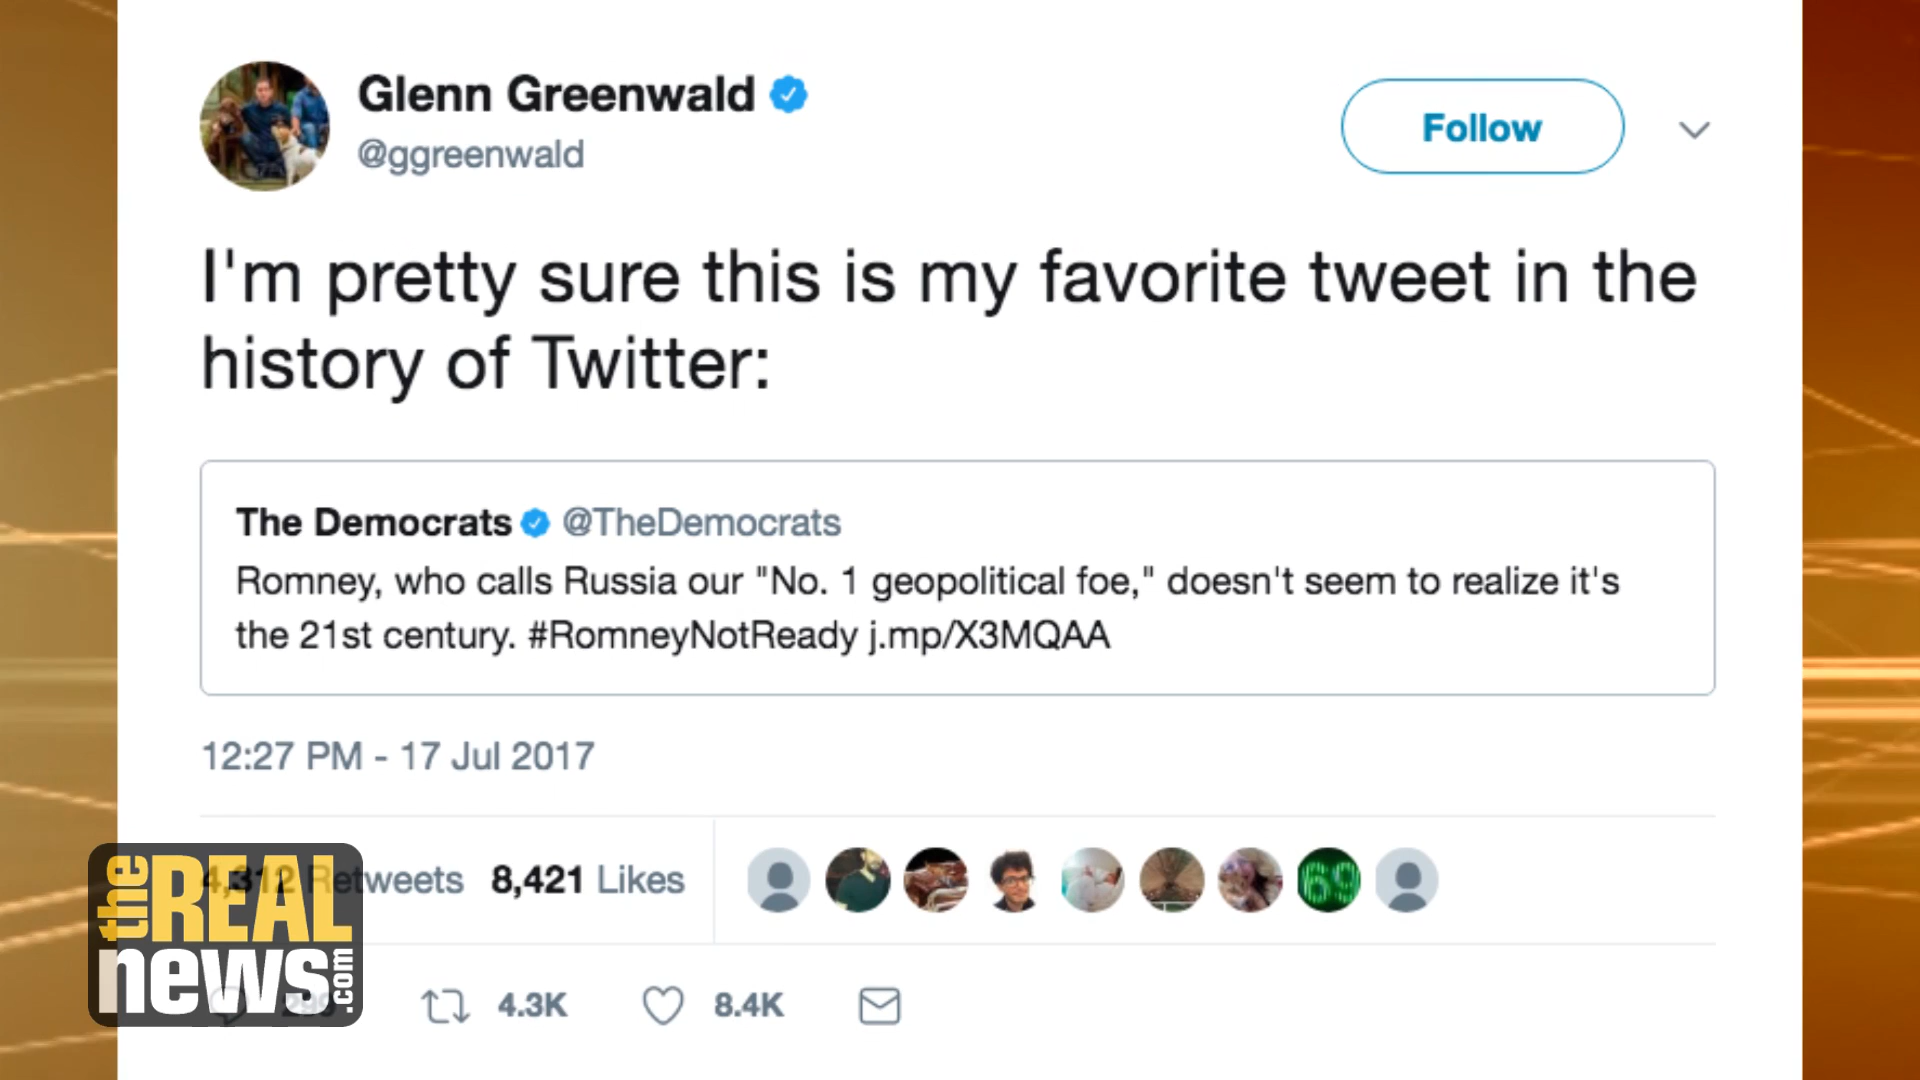 Glenn Greenwald
@ggreenwald
Follow
I'm pretty sure this is my favorite tweet in the
history of Twitter:
The Democrats @TheDemocrats
Romney, who calls Russia our "No. 1 geopolitical foe," doesn't seem to realize it's
the 21st century. #RomneyNotReady j.mp/X3MQAA
12:27 PM - 17 Jul 2017
4,312 Retweets 8,421 Likes
69
4.3K 8.4K
the REAL
news.com